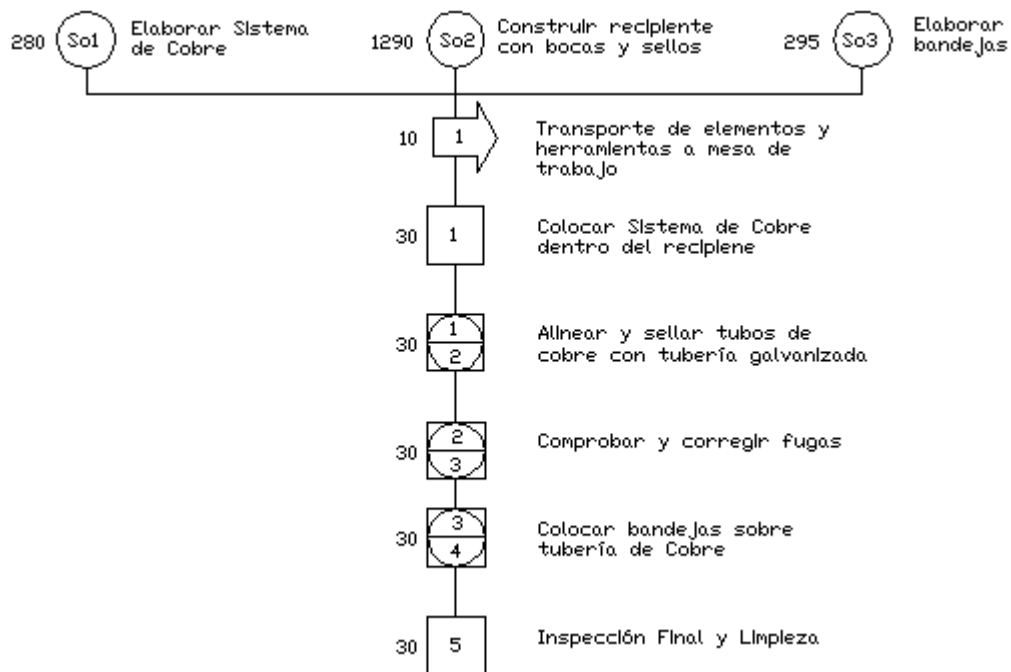 280 So1 Elaborar Sistema
de Cobre
1290 So2 Construir recipiente
con bocas y sellos
295 So3 Elaborar
bandejas
10 1 Transporte de elementos y
herramientas a mesa de
trabajo
30 1 Colocar Sistema de Cobre
dentro del recipiene
30 1
2
Alinear y sellar tubos de
cobre con tubería galvanizada
30 2
3
Comprobar y corregir fugas
30 3
4
Colocar bandejas sobre
tubería de Cobre
30 5 Inspección Final y Limpieza